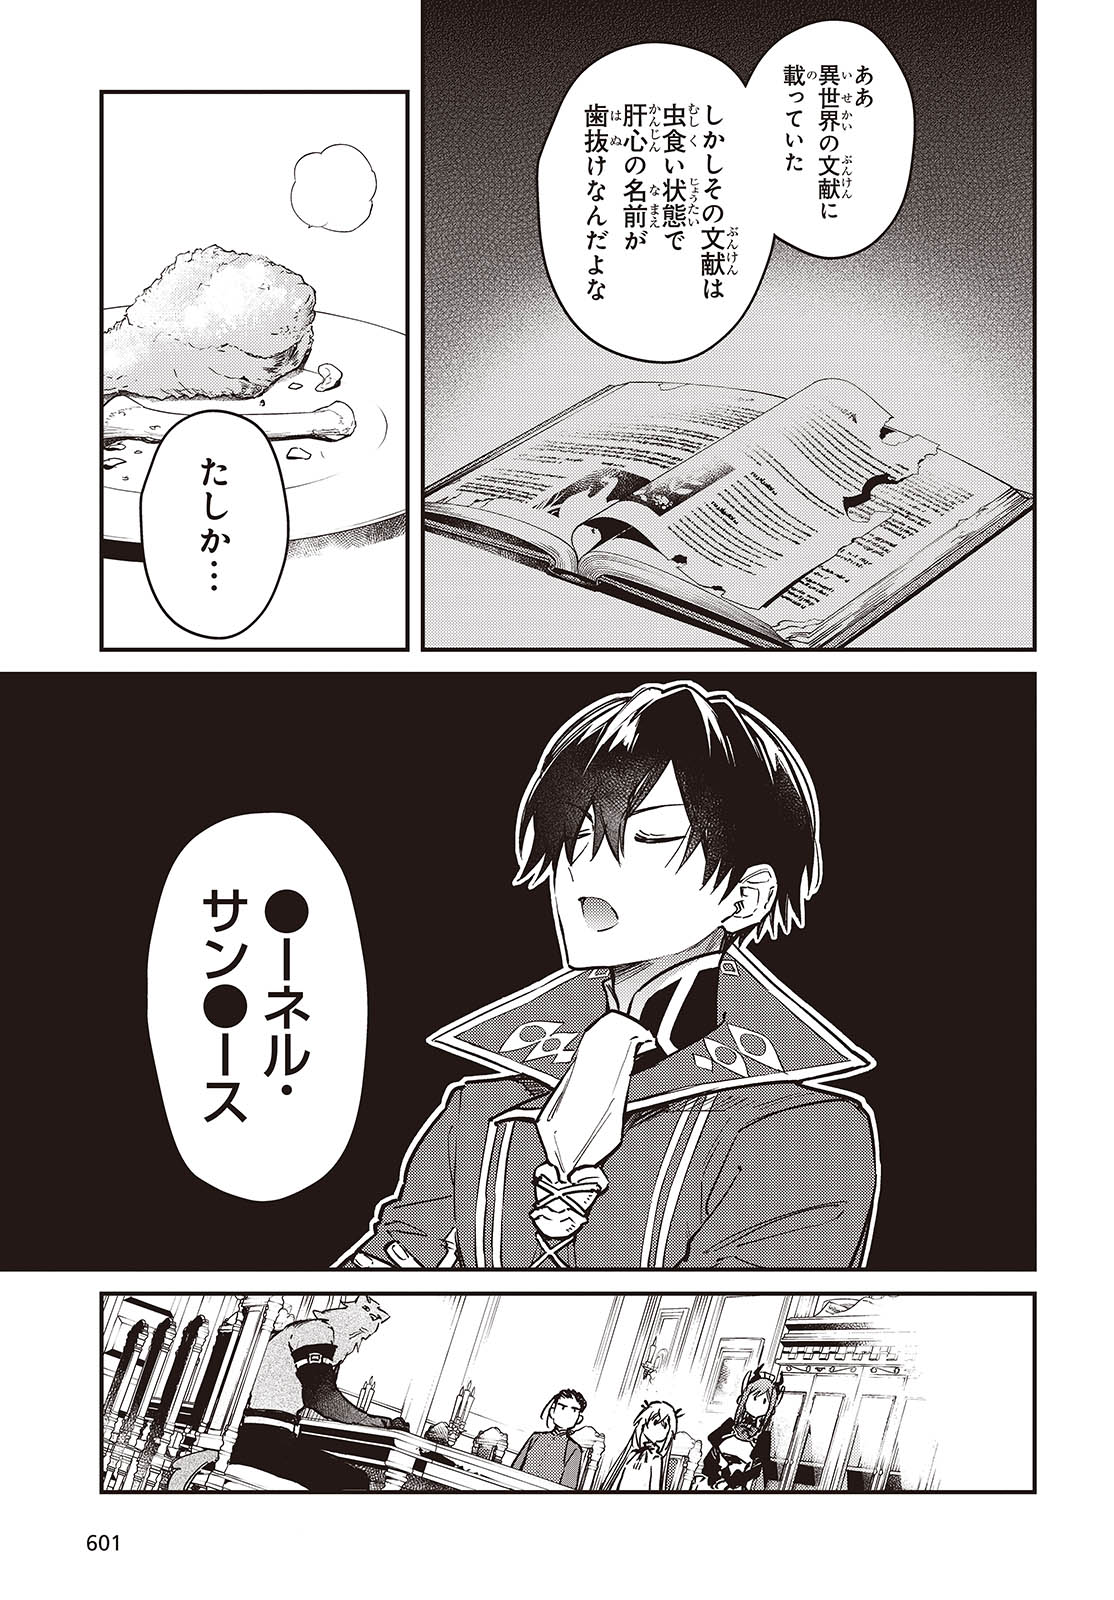 ああ
異世界の文献に
載っていた
しかしその文献は
虫食い状態で
肝心の名前が
歯抜けなんだよな
たしか…
●ーネル・
サン●ース
601